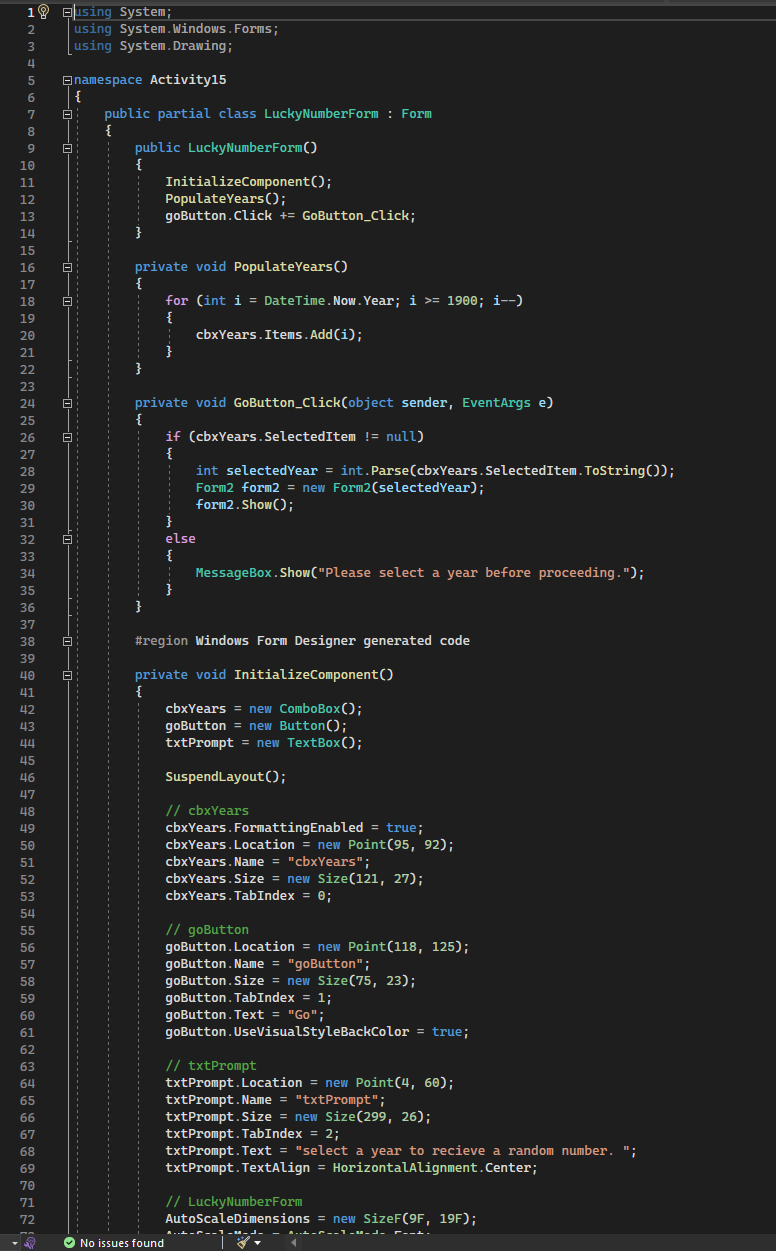 1 using System;
2 using System.Windows.Forms;
3 using System.Drawing;
4
5 namespace Activity15
6 {
7 public partial class LuckyNumberForm : Form
8 {
9 public LuckyNumberForm()
10 {
11 InitializeComponent();
12 PopulateYears();
13 goButton.Click += GoButton_Click;
14 }
15
16 private void PopulateYears()
17 {
18 for (int i = DateTime.Now.Year; i >= 1900; i--)
19 {
20 cbxYears.Items.Add(i);
21 }
22 }
23
24 private void GoButton_Click(object sender, EventArgs e)
25 {
26 if (cbxYears.SelectedItem != null)
27 {
28 int selectedYear = int.Parse(cbxYears.SelectedItem.ToString());
29 Form2 form2 = new Form2(selectedYear);
30 form2.Show();
31 }
32 else
33 {
34 MessageBox.Show("Please select a year before proceeding.");
35 }
36 }
37
38 #region Windows Form Designer generated code
39
40 private void InitializeComponent()
41 {
42 cbxYears = new ComboBox();
43 goButton = new Button();
44 txtPrompt = new TextBox();
45
46 SuspendLayout();
47
48 // cbxYears
49 cbxYears.FormattingEnabled = true;
50 cbxYears.Location = new Point(95, 92);
51 cbxYears.Name = "cbxYears";
52 cbxYears.Size = new Size(121, 27);
53 cbxYears.TabIndex = 0;
54
55 // goButton
56 goButton.Location = new Point(118, 125);
57 goButton.Name = "goButton";
58 goButton.Size = new Size(75, 23);
59 goButton.TabIndex = 1;
60 goButton.Text = "Go";
61 goButton.UseVisualStyleBackColor = true;
62
63 // txtPrompt
64 txtPrompt.Location = new Point(4, 60);
65 txtPrompt.Name = "txtPrompt";
66 txtPrompt.Size = new Size(299, 26);
67 txtPrompt.TabIndex = 2;
68 txtPrompt.Text = "select a year to recieve a random number. ";
69 txtPrompt.TextAlign = HorizontalAlignment.Center;
70
71 // LuckyNumberForm
72 AutoScaleDimensions = new SizeF(9F, 19F);
No issues found